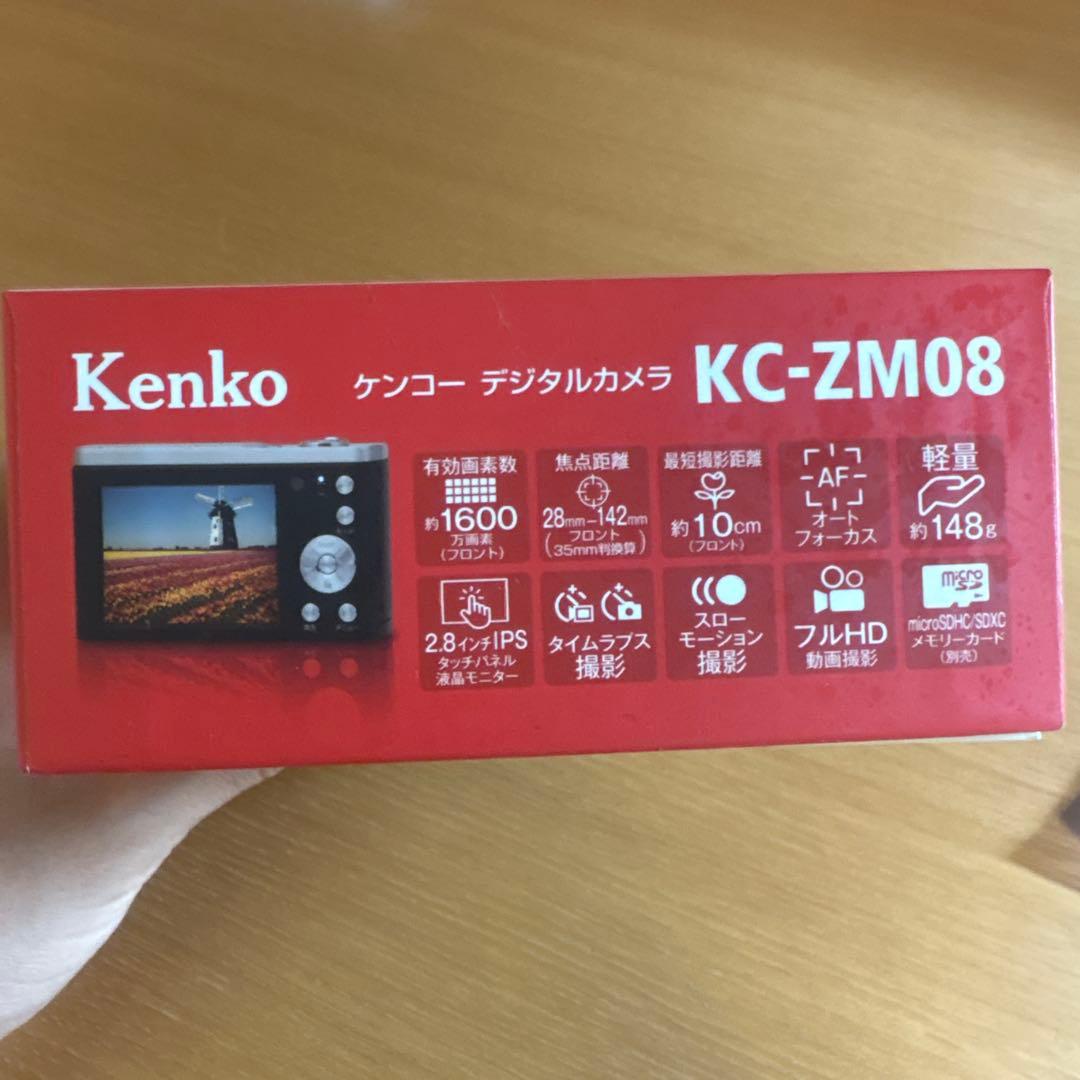 Kenko ケンコー デジタルカメラ KC-ZM08
有効画素数
約1600
万画素
(フロント)
焦点距離
28mm-142mm
フロント
(35mm判換算)
最短撮影距離
約10cm
(フロント)
AF
オート
フォーカス
軽量
約148g
2.8インチIPS
タッチパネル
液晶モニター
タイムラプス
撮影
スロー
モーション
撮影
フルHD
動画撮影
micro
SD
microSDHC/SDXC
メモリーカード
(別売)